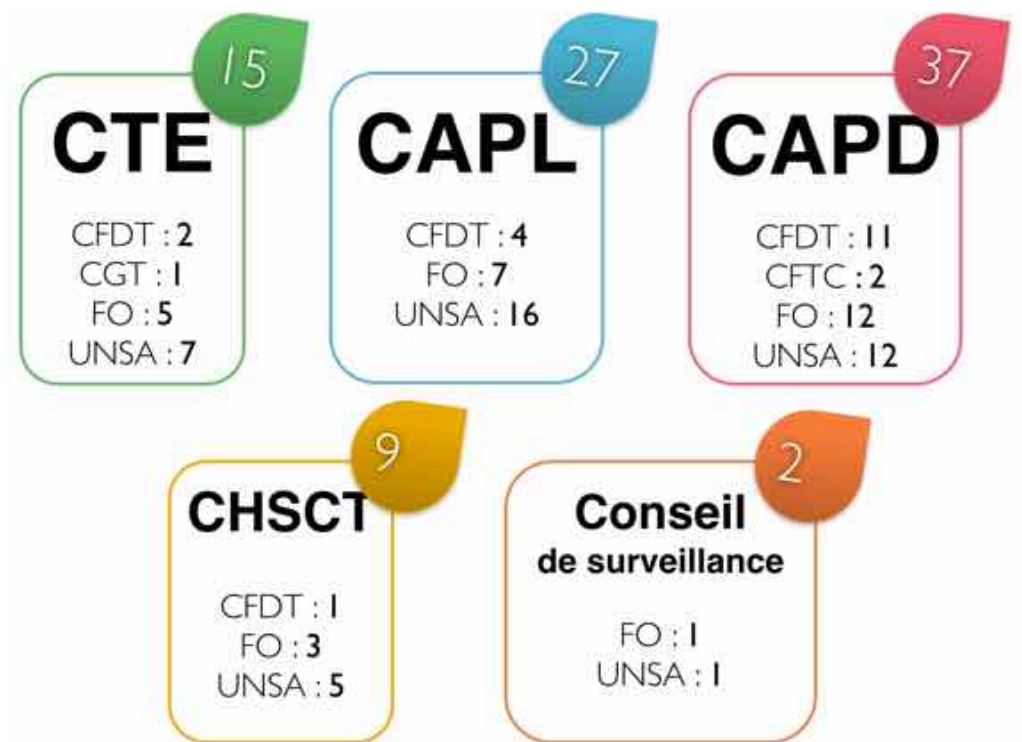 15
CTE
CFDT : 2
CGT : 1
FO : 5
UNSA : 7
27
CAPL
CFDT : 4
FO : 7
UNSA : 16
37
CAPD
CFDT : 11
CFTC : 2
FO : 12
UNSA : 12
9
CHSCT
CFDT : 1
FO : 3
UNSA : 5
2
Conseil
de surveillance
FO : 1
UNSA : 1